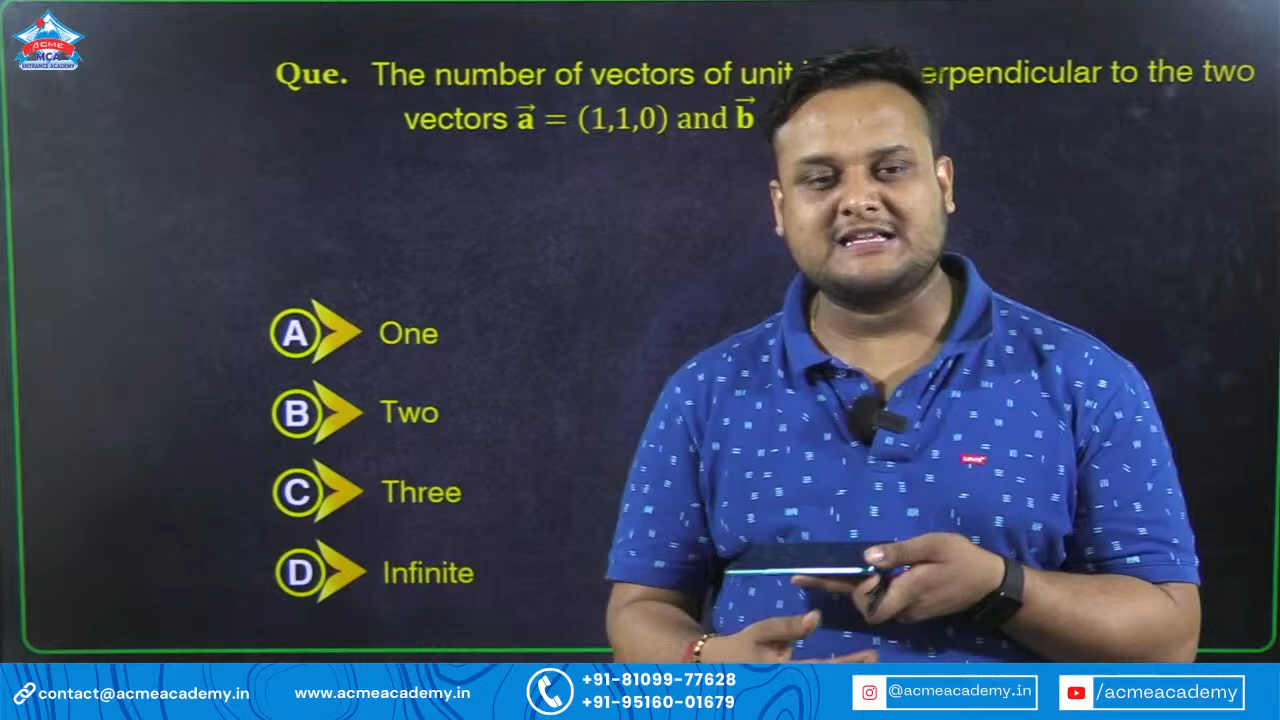 ACME
MCA
ENTRANCE ACADEMY
Que. The number of vectors of unit perpendicular to the two
vectors a⃗ = (1,1,0) and b⃗
A One
B Two
C Three
D Infinite
Levi's
contact@acmeacademy.in
www.acmeacademy.in
+91-81099-77628
+91-95160-01679
@acmeacademy.in
/acmeacademy